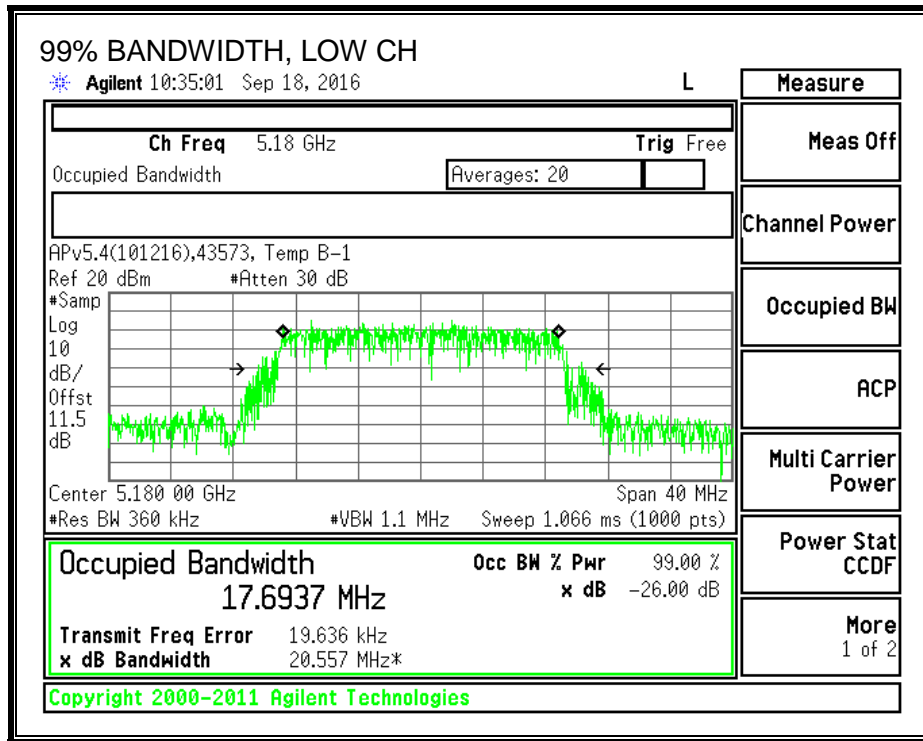 99% BANDWIDTH, LOW CH
Agilent 10:35:01 Sep 18, 2016 L
Ch Freq 5.18 GHz Trig Free
Occupied Bandwidth Averages: 20
APv5.4(101216),43573, Temp B-1
Ref 20 dBm #Atten 30 dB
#Samp
Log
10
dB/
Offst
11.5
dB
Center 5.180 00 GHz Span 40 MHz
#Res BW 360 kHz #VBW 1.1 MHz Sweep 1.066 ms (1000 pts)
Occupied Bandwidth Occ BW % Pwr 99.00 %
17.6937 MHz x dB -26.00 dB
Transmit Freq Error 19.636 kHz
x dB Bandwidth 20.557 MHz*
Copyright 2000-2011 Agilent Technologies
Measure
Meas Off
Channel Power
Occupied BW
ACP
Multi Carrier
Power
Power Stat
CCDF
More
1 of 2